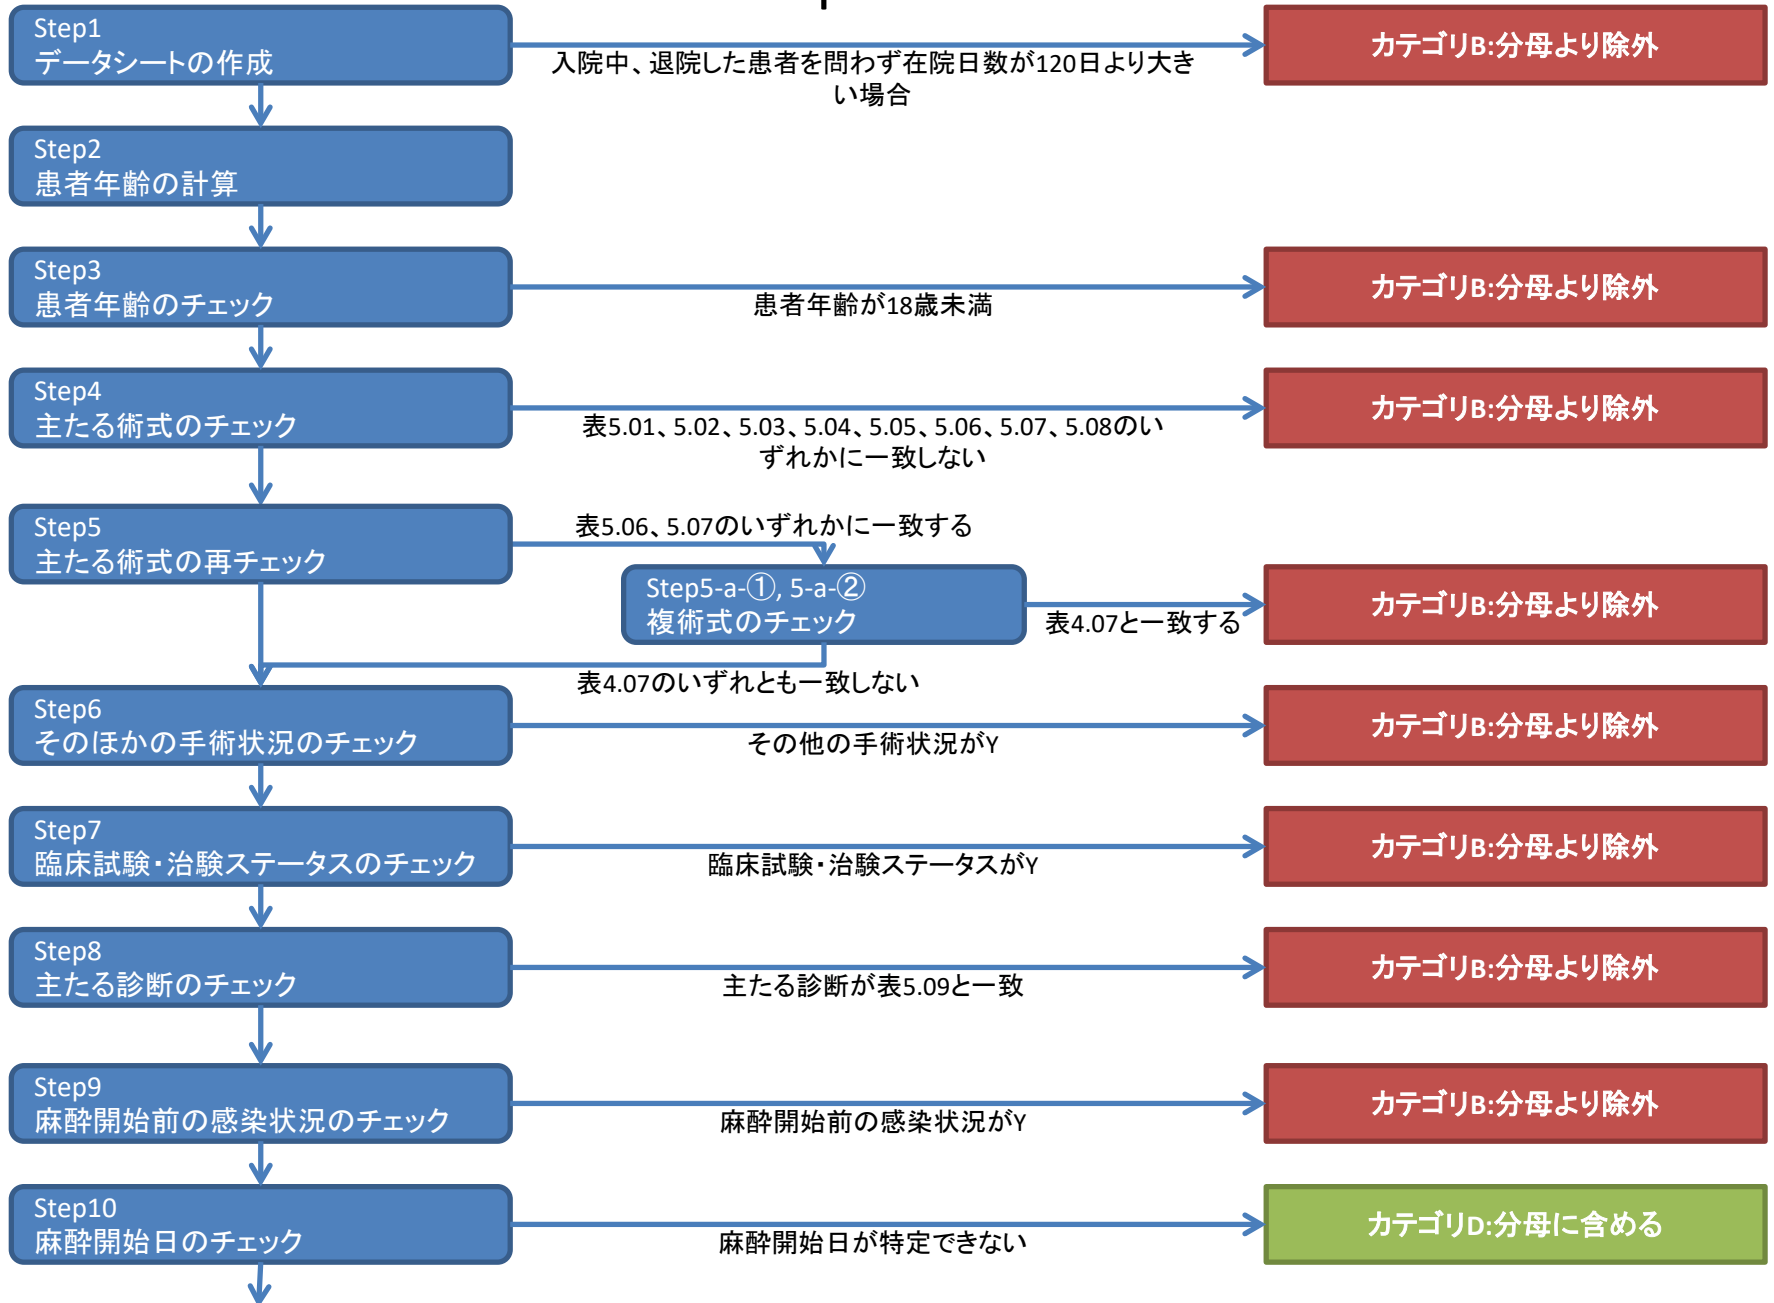 Step1
データシートの作成
入院中、退院した患者を問わず在院日数が120日より大き
い場合
カテゴリB:分母より除外
Step2
患者年齢の計算
Step3
患者年齢のチェック
患者年齢が18歳未満
カテゴリB:分母より除外
Step4
主たる術式のチェック
表5.01、5.02、5.03、5.04、5.05、5.06、5.07、5.08のい
ずれかに一致しない
カテゴリB:分母より除外
Step5
主たる術式の再チェック
表5.06、5.07のいずれかに一致する
Step5-a-①, 5-a-②
複術式のチェック
表4.07と一致する
カテゴリB:分母より除外
表4.07のいずれとも一致しない
Step6
そのほかの手術状況のチェック
その他の手術状況がY
カテゴリB:分母より除外
Step7
臨床試験・治験ステータスのチェック
臨床試験・治験ステータスがY
カテゴリB:分母より除外
Step8
主たる診断のチェック
主たる診断が表5.09と一致
カテゴリB:分母より除外
Step9
麻酔開始前の感染状況のチェック
麻酔開始前の感染状況がY
カテゴリB:分母より除外
Step10
麻酔開始日のチェック
麻酔開始日が特定できない
カテゴリD:分母に含める